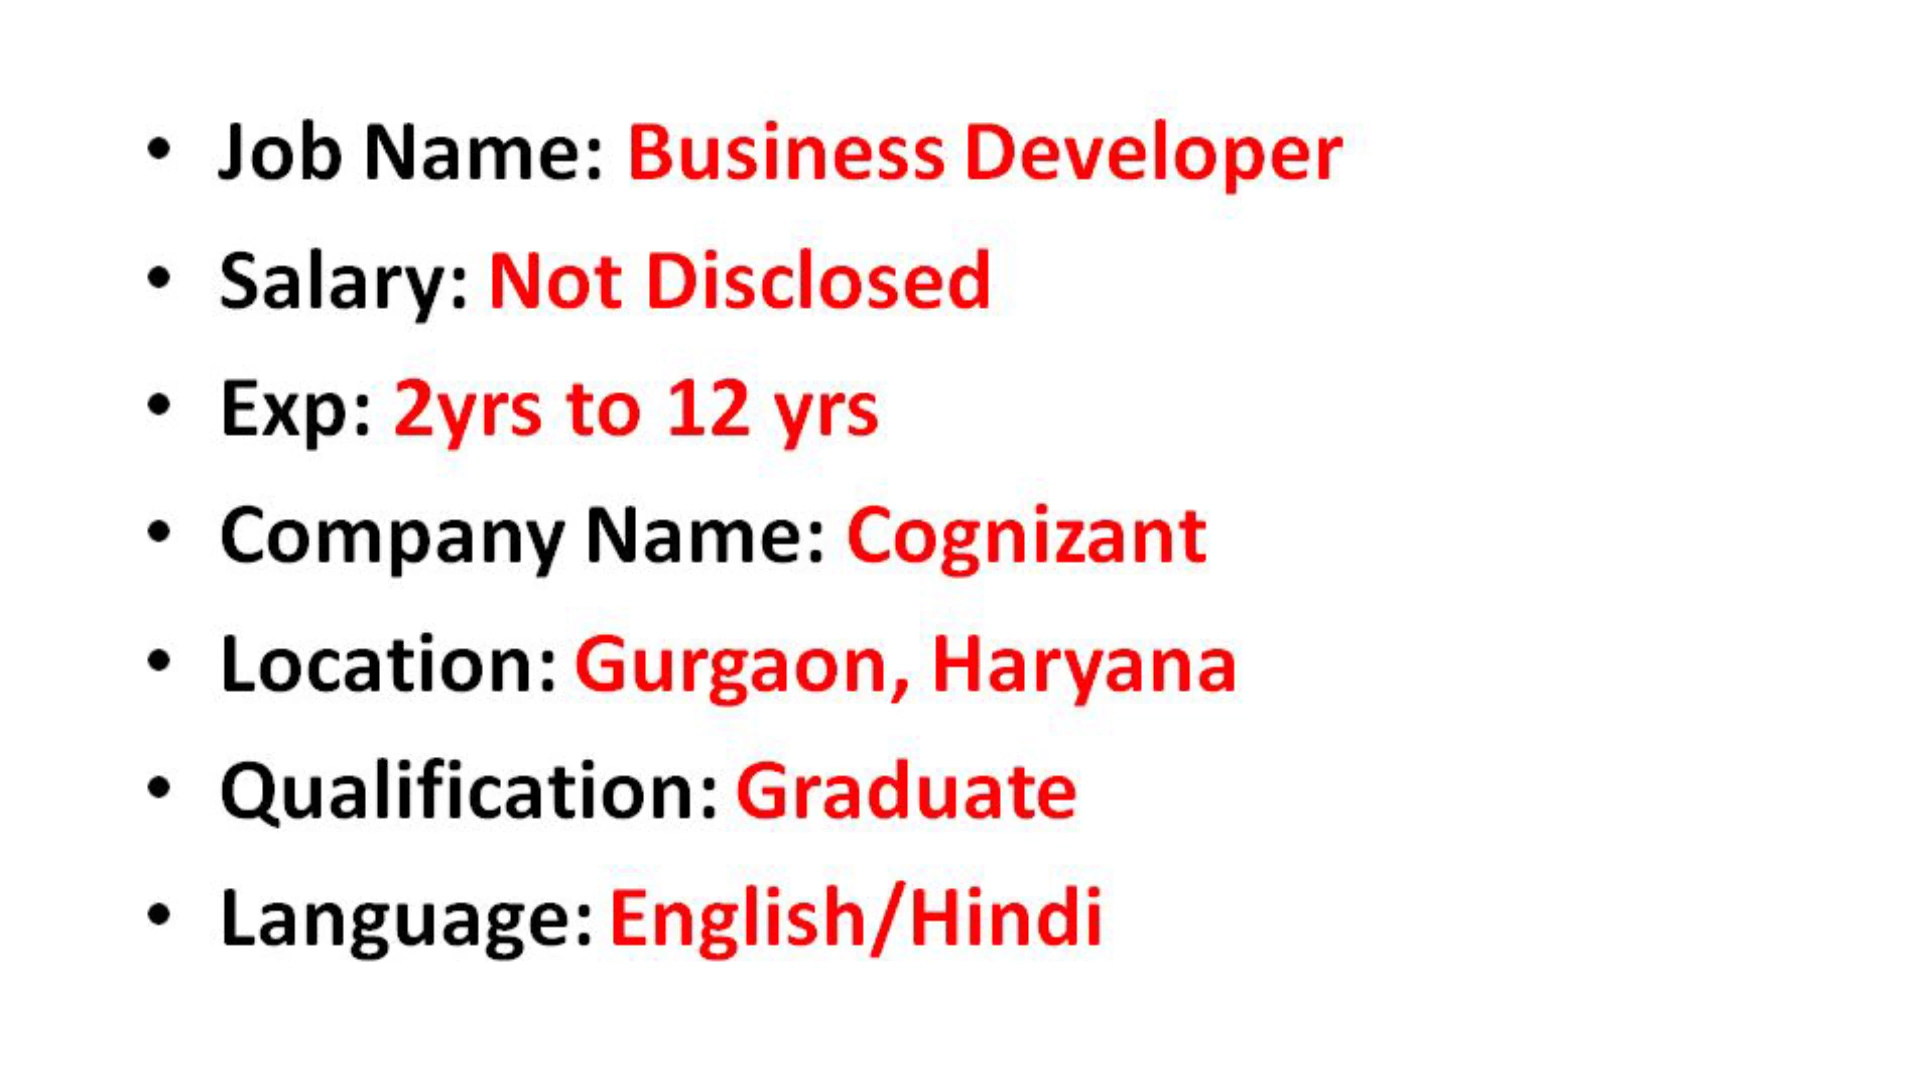 • Job Name: Business Developer
• Salary: Not Disclosed
• Exp: 2yrs to 12 yrs
• Company Name: Cognizant
• Location: Gurgaon, Haryana
• Qualification: Graduate
• Language: English/Hindi